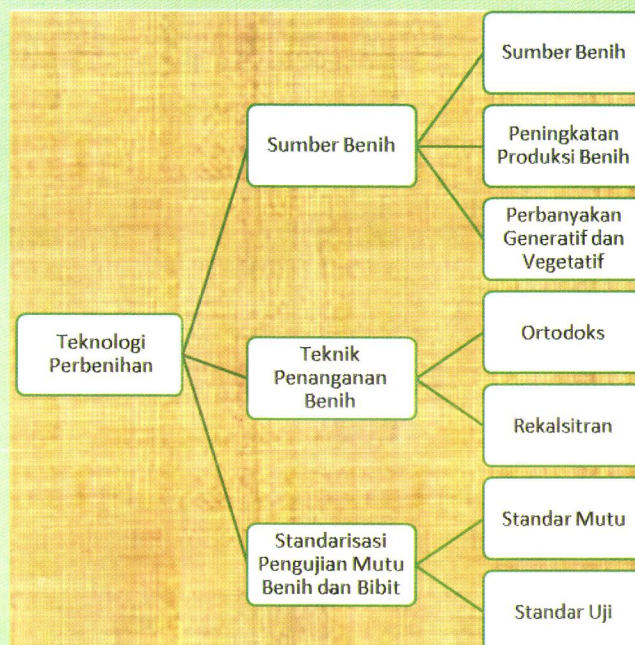 Teknologi
Perbenihan
Sumber Benih
Sumber Benih
Peningkatan
Produksi Benih
Perbanyakan
Generatif dan
Vegetatif
Teknik
Penanganan
Benih
Ortodoks
Rekalsitran
Standarisasi
Pengujian Mutu
Benih dan Bibit
Standar Mutu
Standar Uji